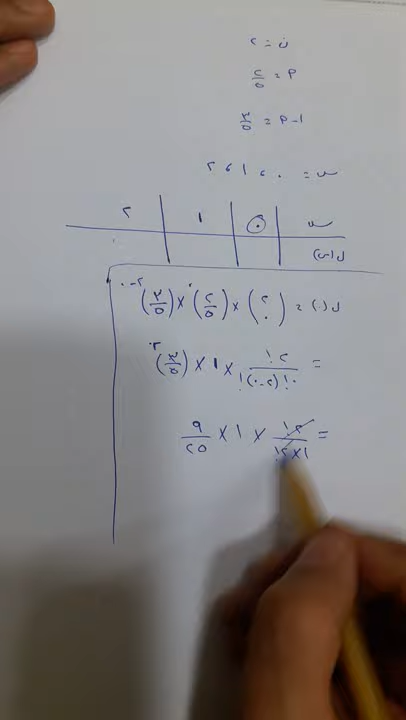 ن = ٢
P = ٢/٥
١ - P = ٣/٥
س = ٠ ، ١ ، ٢
س | ٠ | ١ | ٢
ل(س)
ل(٠) = (٢ ٠) × (٢/٥)^٠ × (٣/٥)^٢-٠
= ٢!/٠!(٢-٠)! × ١ × (٣/٥)^٢
= ٢!/١×٢! × ١ × ٩/٢٥